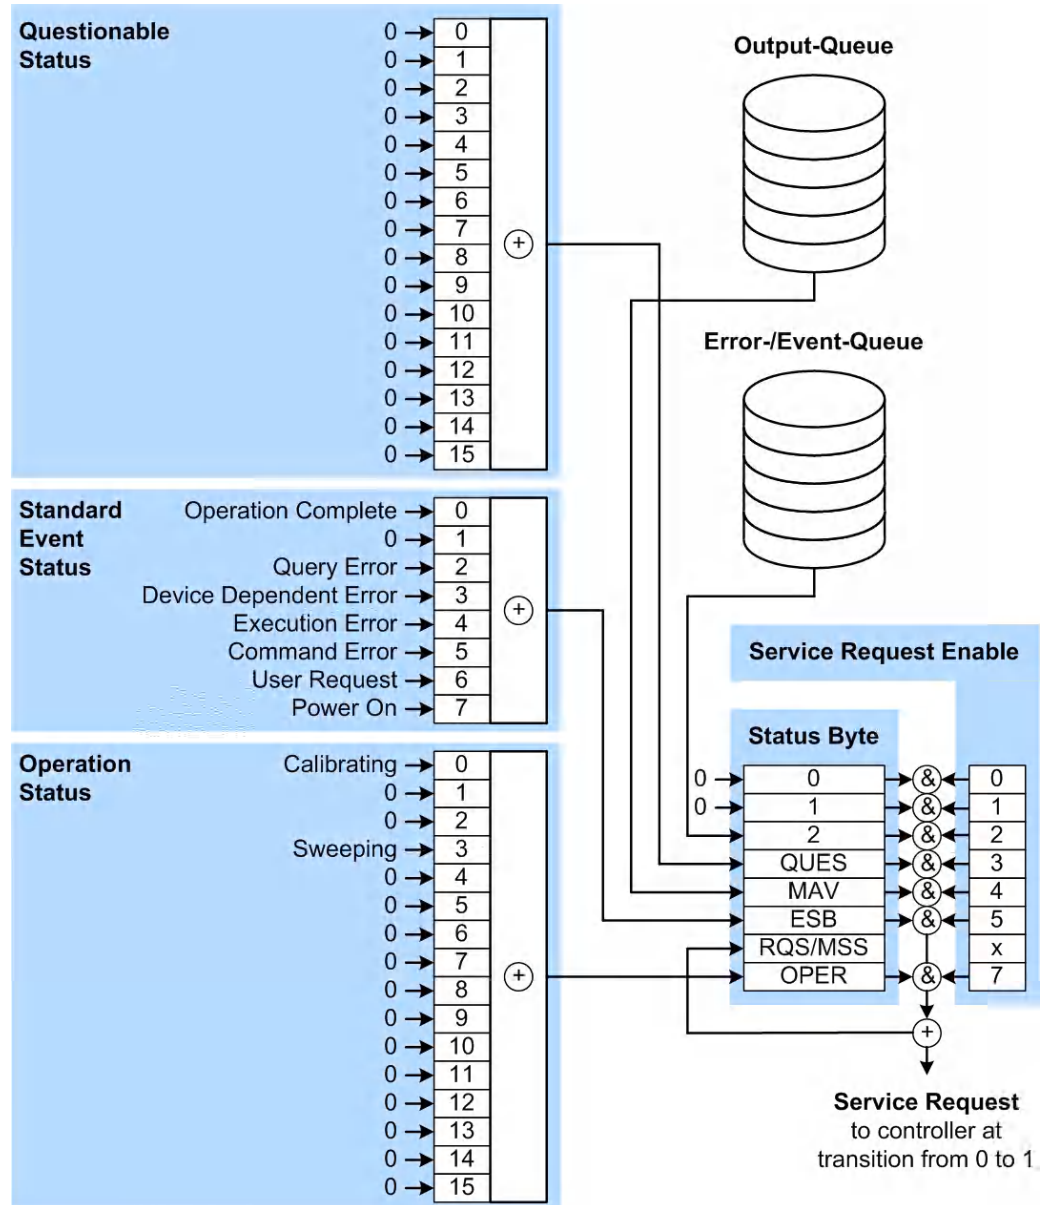 Questionable
Status
0 0
0 1
0 2
0 3
0 4
0 5
0 6
0 7
0 8
0 9
0 10
0 11
0 12
0 13
0 14
0 15
+
Output-Queue
Error-/Event-Queue
Standard
Event
Status
Operation Complete 0
0 1
Query Error 2
Device Dependent Error 3
Execution Error 4
Command Error 5
User Request 6
Power On 7
+
Operation
Status
Calibrating 0
0 1
0 2
Sweeping 3
0 4
0 5
0 6
0 7
0 8
0 9
0 10
0 11
0 12
0 13
0 14
0 15
+
Service Request Enable
Status Byte
0 0 & 0
0 1 & 1
2 & 2
QUES & 3
MAV & 4
ESB & 5
RQS/MSS x
OPER & 7
+
Service Request
to controller at
transition from 0 to 1